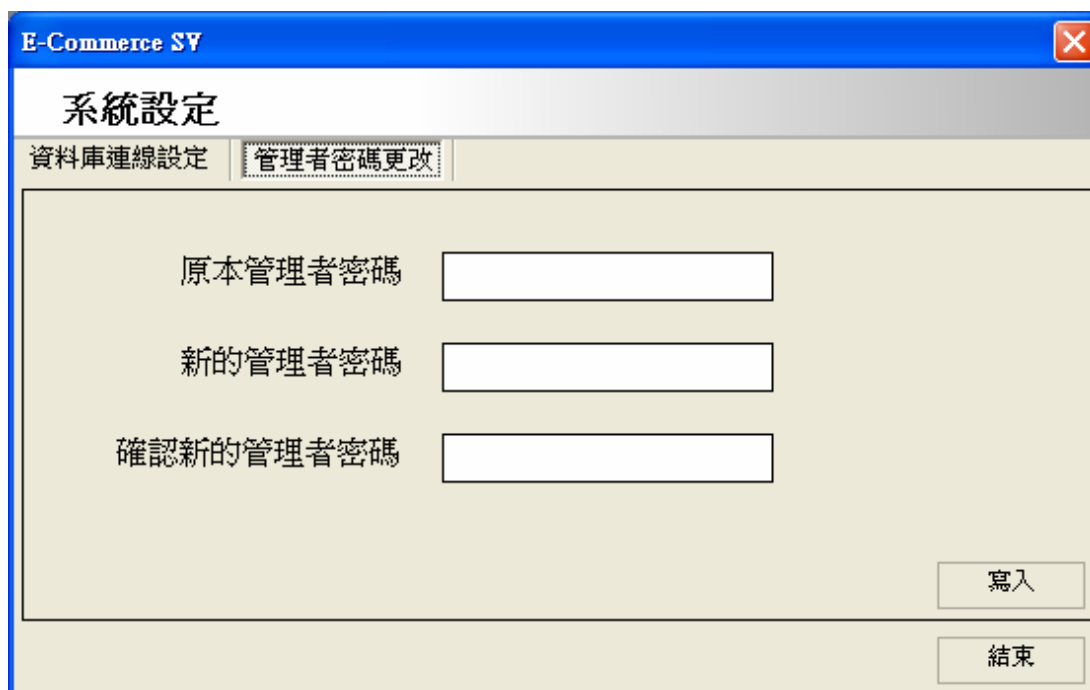 E-Commerce SV
系統設定
資料庫連線設定 管理者密碼更改
原本管理者密碼
新的管理者密碼
確認新的管理者密碼
寫入
結束